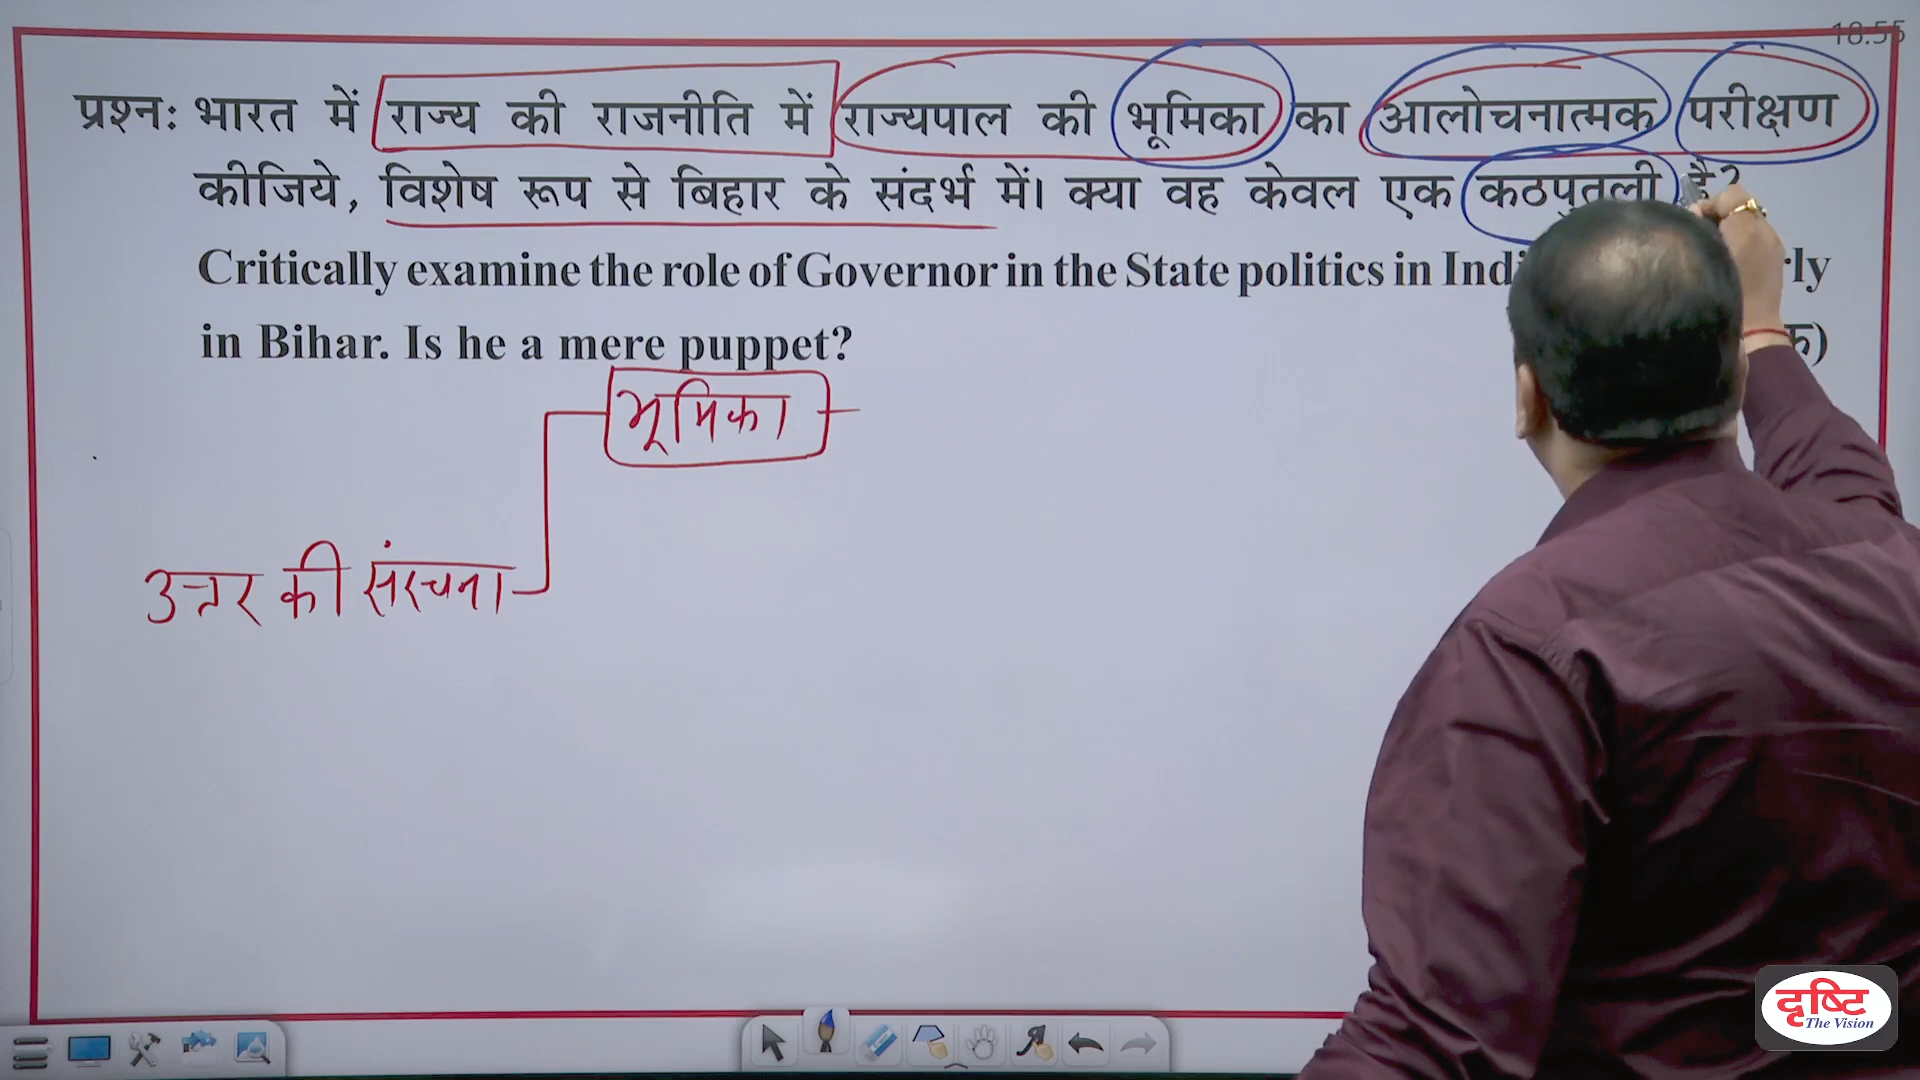 18:55
प्रश्न: भारत में राज्य की राजनीति में राज्यपाल की भूमिका का आलोचनात्मक परीक्षण
कीजिये, विशेष रूप से बिहार के संदर्भ में। क्या वह केवल एक कठपुतली है?
Critically examine the role of Governor in the State politics in Indi rly
in Bihar. Is he a mere puppet? क)
भूमिका
उत्तर की संरचना
दृष्टि
The Vision